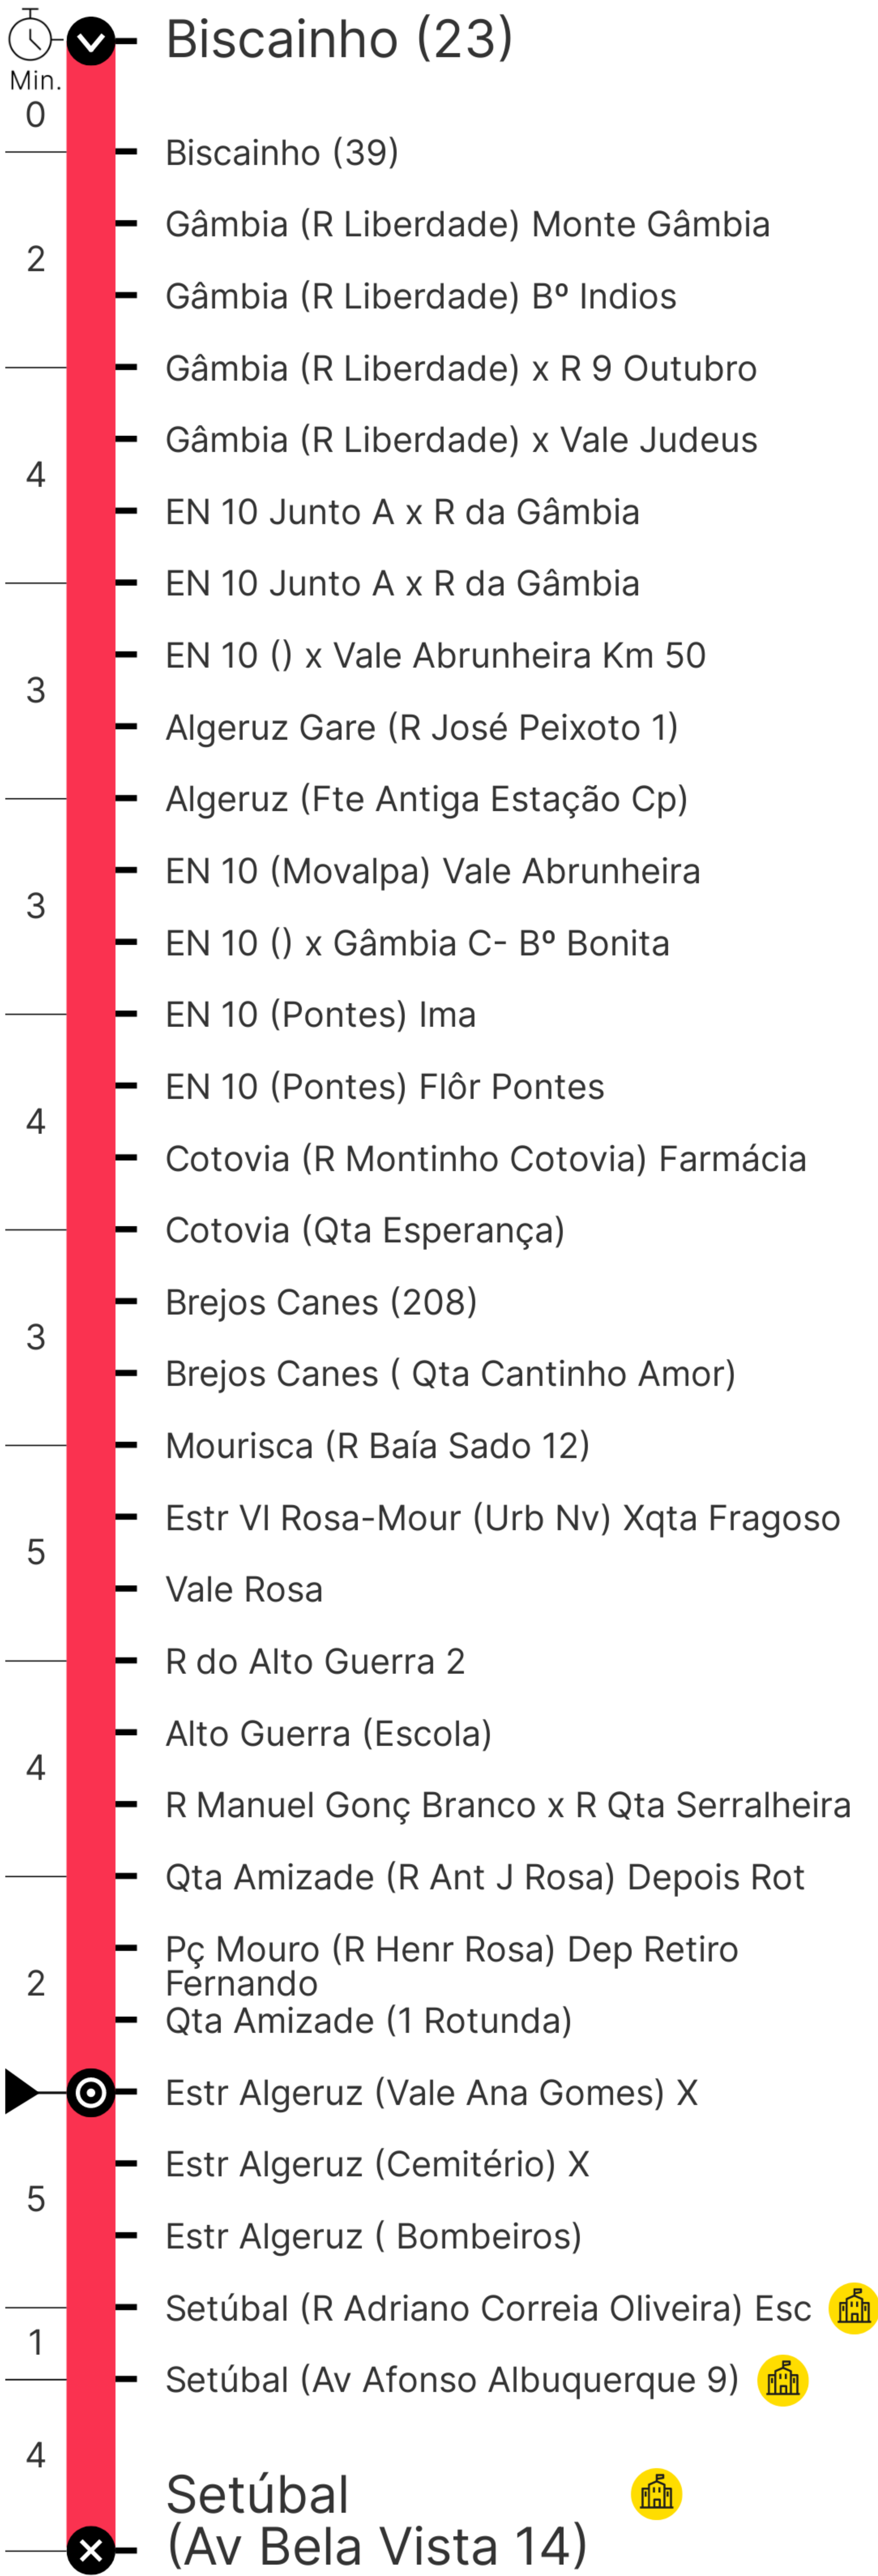 Biscainho (23)
Min.
0
Biscainho (39)
Gâmbia (R Liberdade) Monte Gâmbia
2
Gâmbia (R Liberdade) Bº Indios
Gâmbia (R Liberdade) x R 9 Outubro
Gâmbia (R Liberdade) x Vale Judeus
4
EN 10 Junto A x R da Gâmbia
EN 10 Junto A x R da Gâmbia
EN 10 () x Vale Abrunheira Km 50
3
Algeruz Gare (R José Peixoto 1)
Algeruz (Fte Antiga Estação Cp)
EN 10 (Movalpa) Vale Abrunheira
3
EN 10 () x Gâmbia C- Bº Bonita
EN 10 (Pontes) Ima
EN 10 (Pontes) Flôr Pontes
4
Cotovia (R Montinho Cotovia) Farmácia
Cotovia (Qta Esperança)
Brejos Canes (208)
3
Brejos Canes ( Qta Cantinho Amor)
Mourisca (R Baía Sado 12)
Estr Vl Rosa-Mour (Urb Nv) Xqta Fragoso
5
Vale Rosa
R do Alto Guerra 2
Alto Guerra (Escola)
4
R Manuel Gonç Branco x R Qta Serralheira
Qta Amizade (R Ant J Rosa) Depois Rot
Pç Mouro (R Henr Rosa) Dep Retiro
Fernando
2
Qta Amizade (1 Rotunda)
Estr Algeruz (Vale Ana Gomes) X
Estr Algeruz (Cemitério) X
5
Estr Algeruz ( Bombeiros)
Setúbal (R Adriano Correia Oliveira) Esc
1
Setúbal (Av Afonso Albuquerque 9)
4
Setúbal
(Av Bela Vista 14)